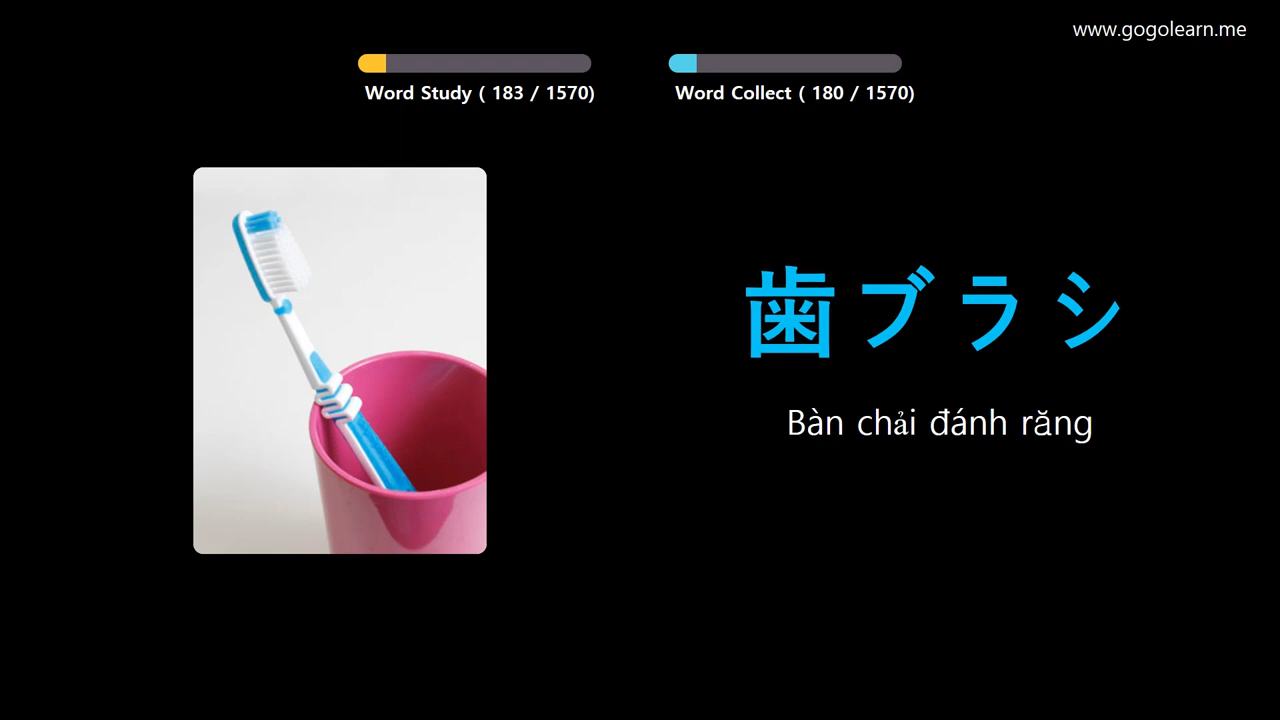 www.gogolearn.me
Word Study ( 183 / 1570)
Word Collect ( 180 / 1570)
歯ブラシ
Bàn chải đánh răng